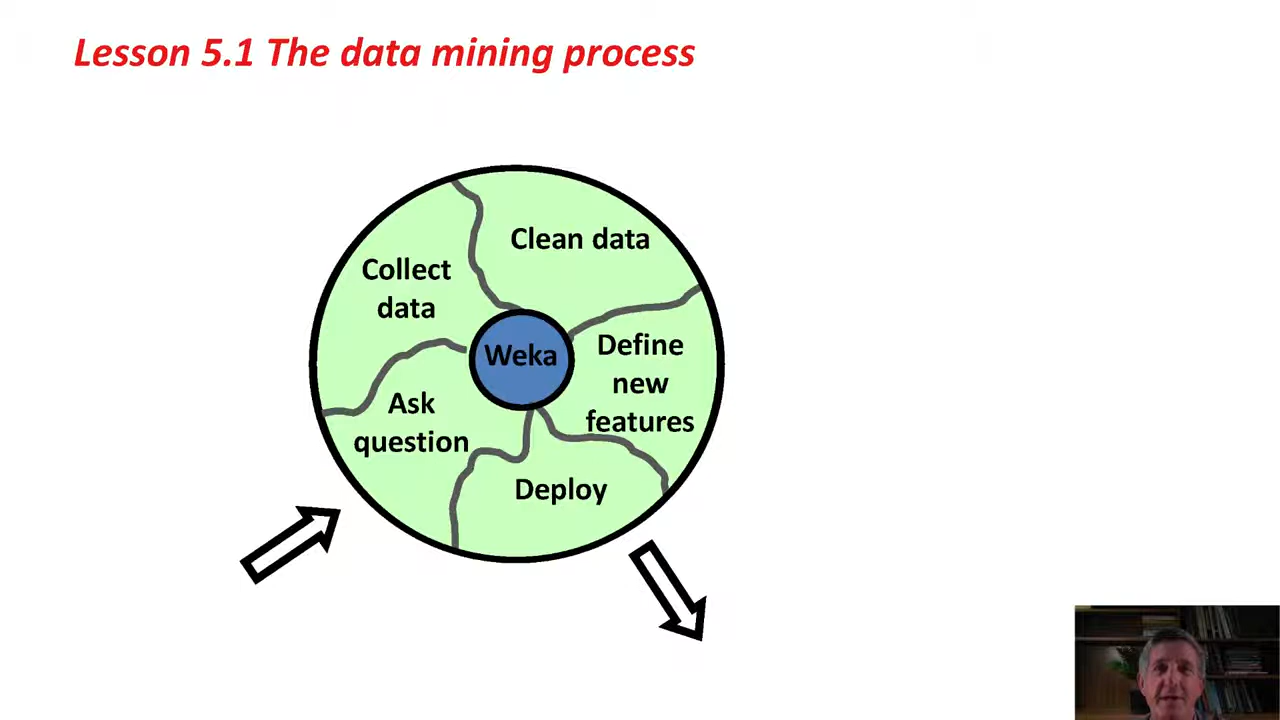 Lesson 5.1 The data mining process
Clean data
Collect
data
Weka
Define
new
features
Ask
question
Deploy